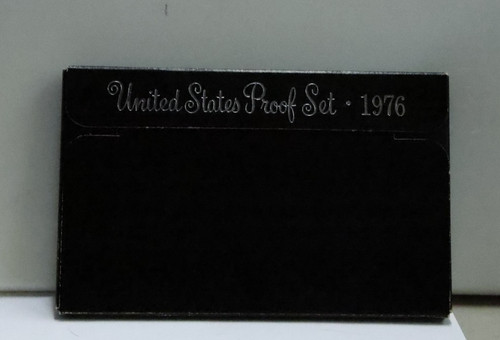 United States Proof Set · 1976